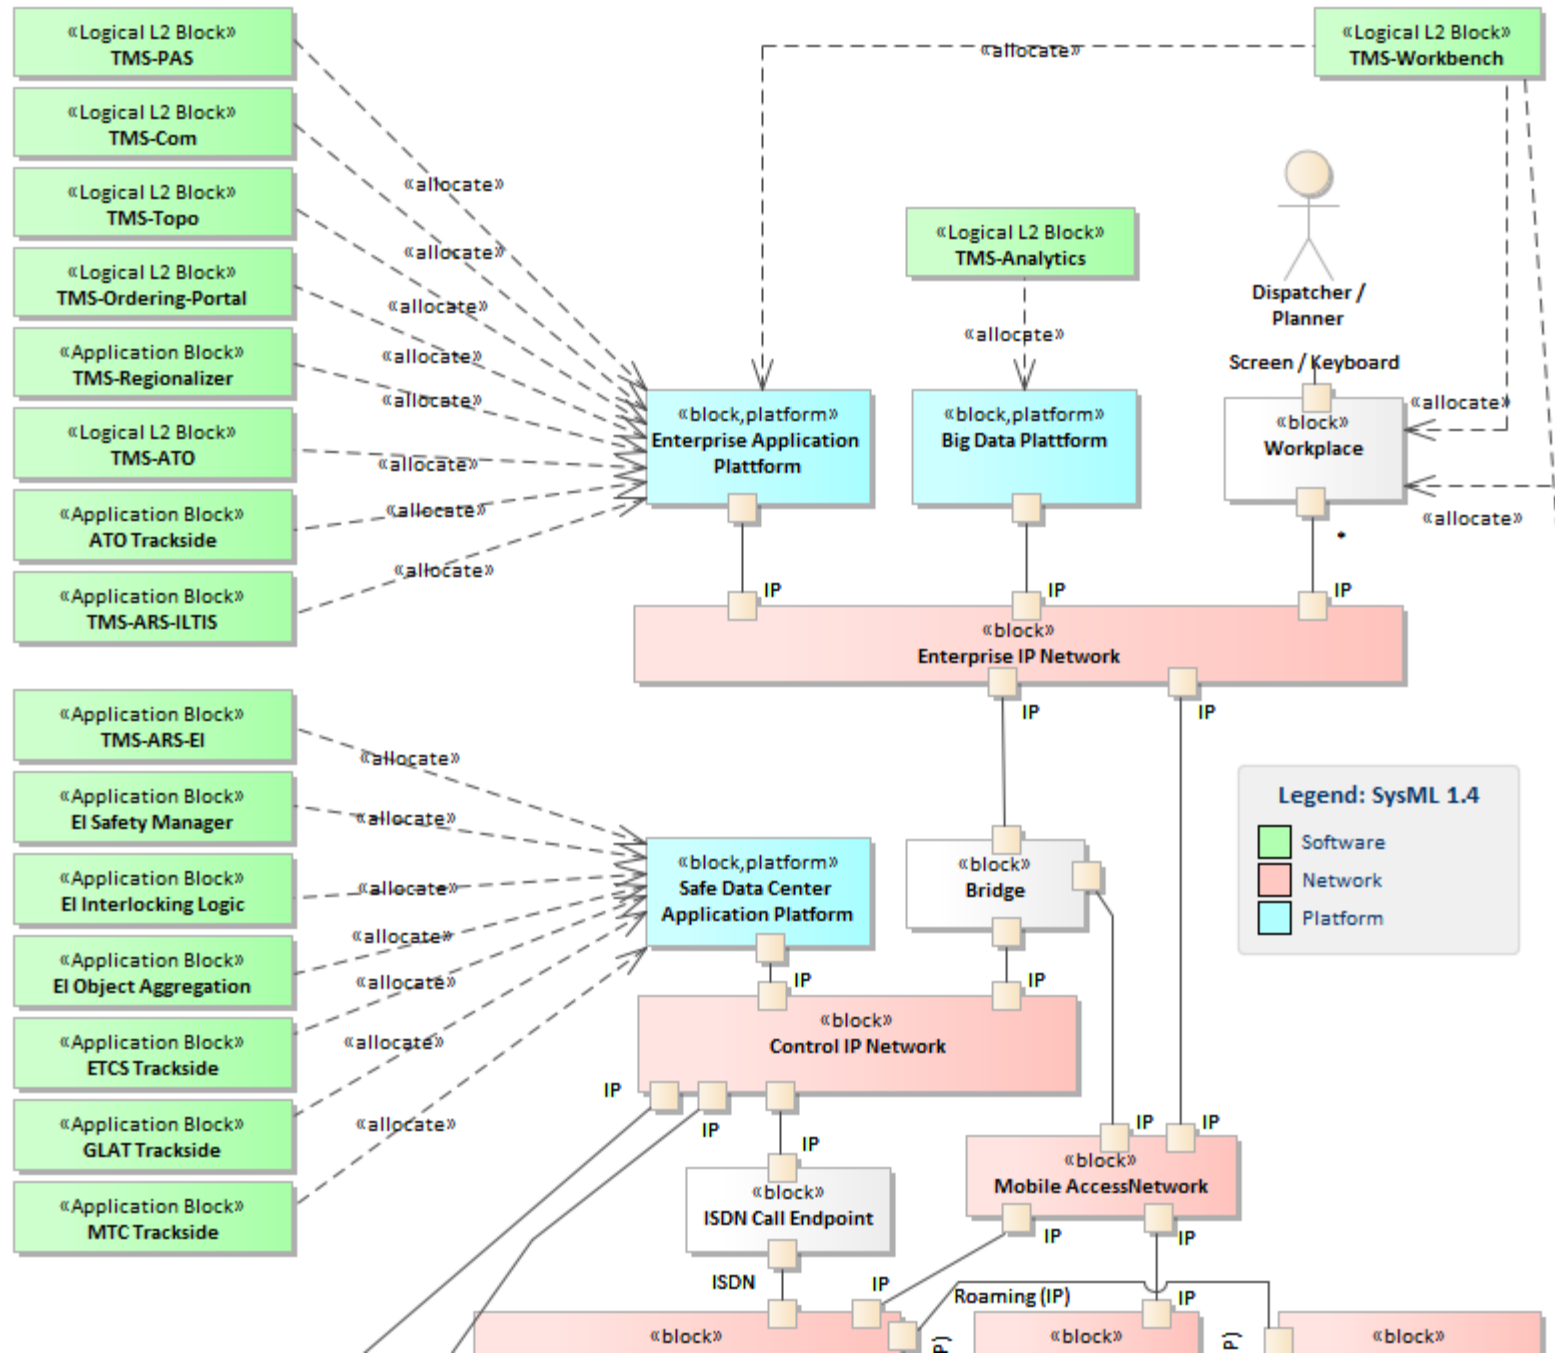 «Logical L2 Block»
TMS-PAS
«Logical L2 Block»
TMS-Com
«Logical L2 Block»
TMS-Topo
«Logical L2 Block»
TMS-Ordering-Portal
«Application Block»
TMS-Regionalizer
«Logical L2 Block»
TMS-ATO
«Application Block»
ATO Trackside
«Application Block»
TMS-ARS-ILTIS
«allocate»
«allocate»
«allocate»
«allocate»
«allocate»
«allocate»
«allocate»
«allocate»
«allocate»
«Logical L2 Block»
TMS-Workbench
«Logical L2 Block»
TMS-Analytics
«allocate»
Dispatcher /
Planner
Screen / Keyboard
«allocate»
«allocate»
«block,platform»
Enterprise Application
Plattform
«block,platform»
Big Data Plattform
«block»
Workplace
*
IP
IP
IP
«block»
Enterprise IP Network
IP
IP
«Application Block»
TMS-ARS-EI
«Application Block»
EI Safety Manager
«Application Block»
EI Interlocking Logic
«Application Block»
EI Object Aggregation
«Application Block»
ETCS Trackside
«Application Block»
GLAT Trackside
«Application Block»
MTC Trackside
«allocate»
«allocate»
«allocate»
«allocate»
«allocate»
«allocate»
«allocate»
«block,platform»
Safe Data Center
Application Platform
«block»
Bridge
Legend: SysML 1.4
Software
Network
Platform
IP
IP
«block»
Control IP Network
IP
IP
IP
IP
IP
«block»
ISDN Call Endpoint
«block»
Mobile AccessNetwork
IP
IP
ISDN
IP
Roaming (IP)
IP
«block»
P)
«block»
P)
«block»